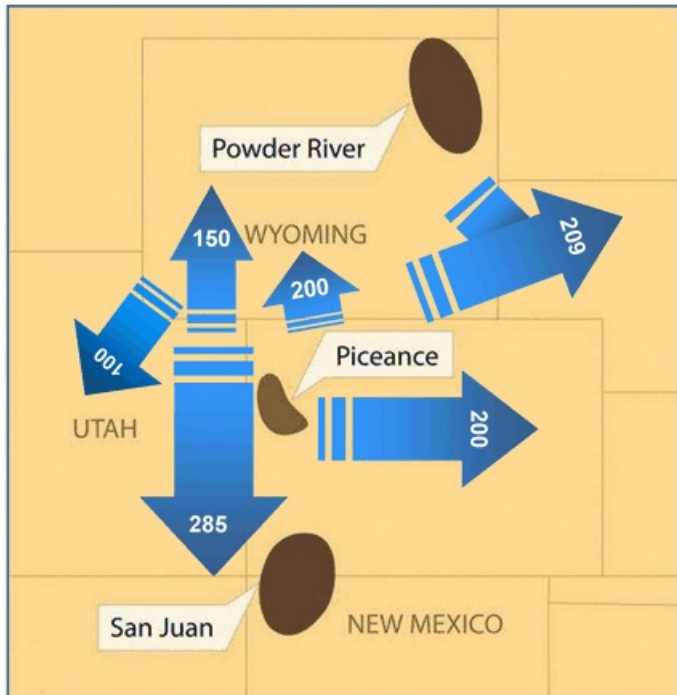 Powder River
150
WYOMING
209
200
100
Piceance
UTAH
200
285
San Juan
NEW MEXICO